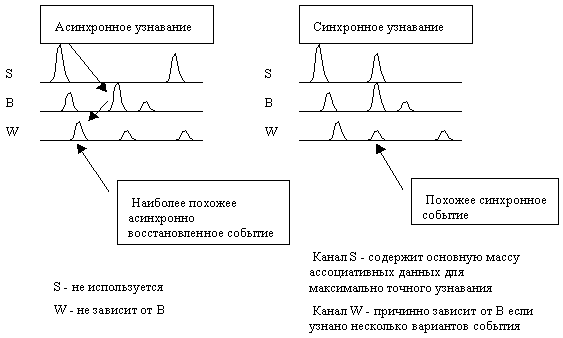 Асинхронное узнавание
Синхронное узнавание
S
B
W
S
B
W
Наиболее похожее
асинхронно
восстановленное событие
Похожее синхронное
событие
S - не используется
W - не зависит от B
Канал S - содержит основную массу
ассоциативных данных для
максимально точного узнавания
Канал W - причинно зависит от B если
узнано несколько вариантов события